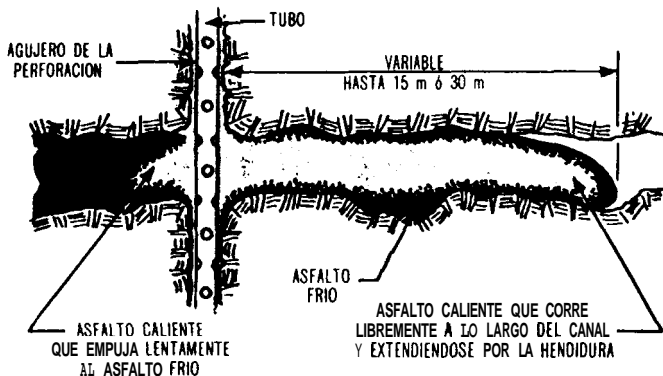 TUBO
AGUJERO DE LA
PERFORACION
VARIABLE
HASTA 15 m ó 30 m
ASFALTO
FRIO
ASFALTO CALIENTE
QUE EMPUJA LENTAMENTE
AL ASFALTO FRIO
ASFALTO CALIENTE QUE CORRE
LIBREMENTE A LO LARGO DEL CANAL
Y EXTENDIENDOSE POR LA HENDIDURA